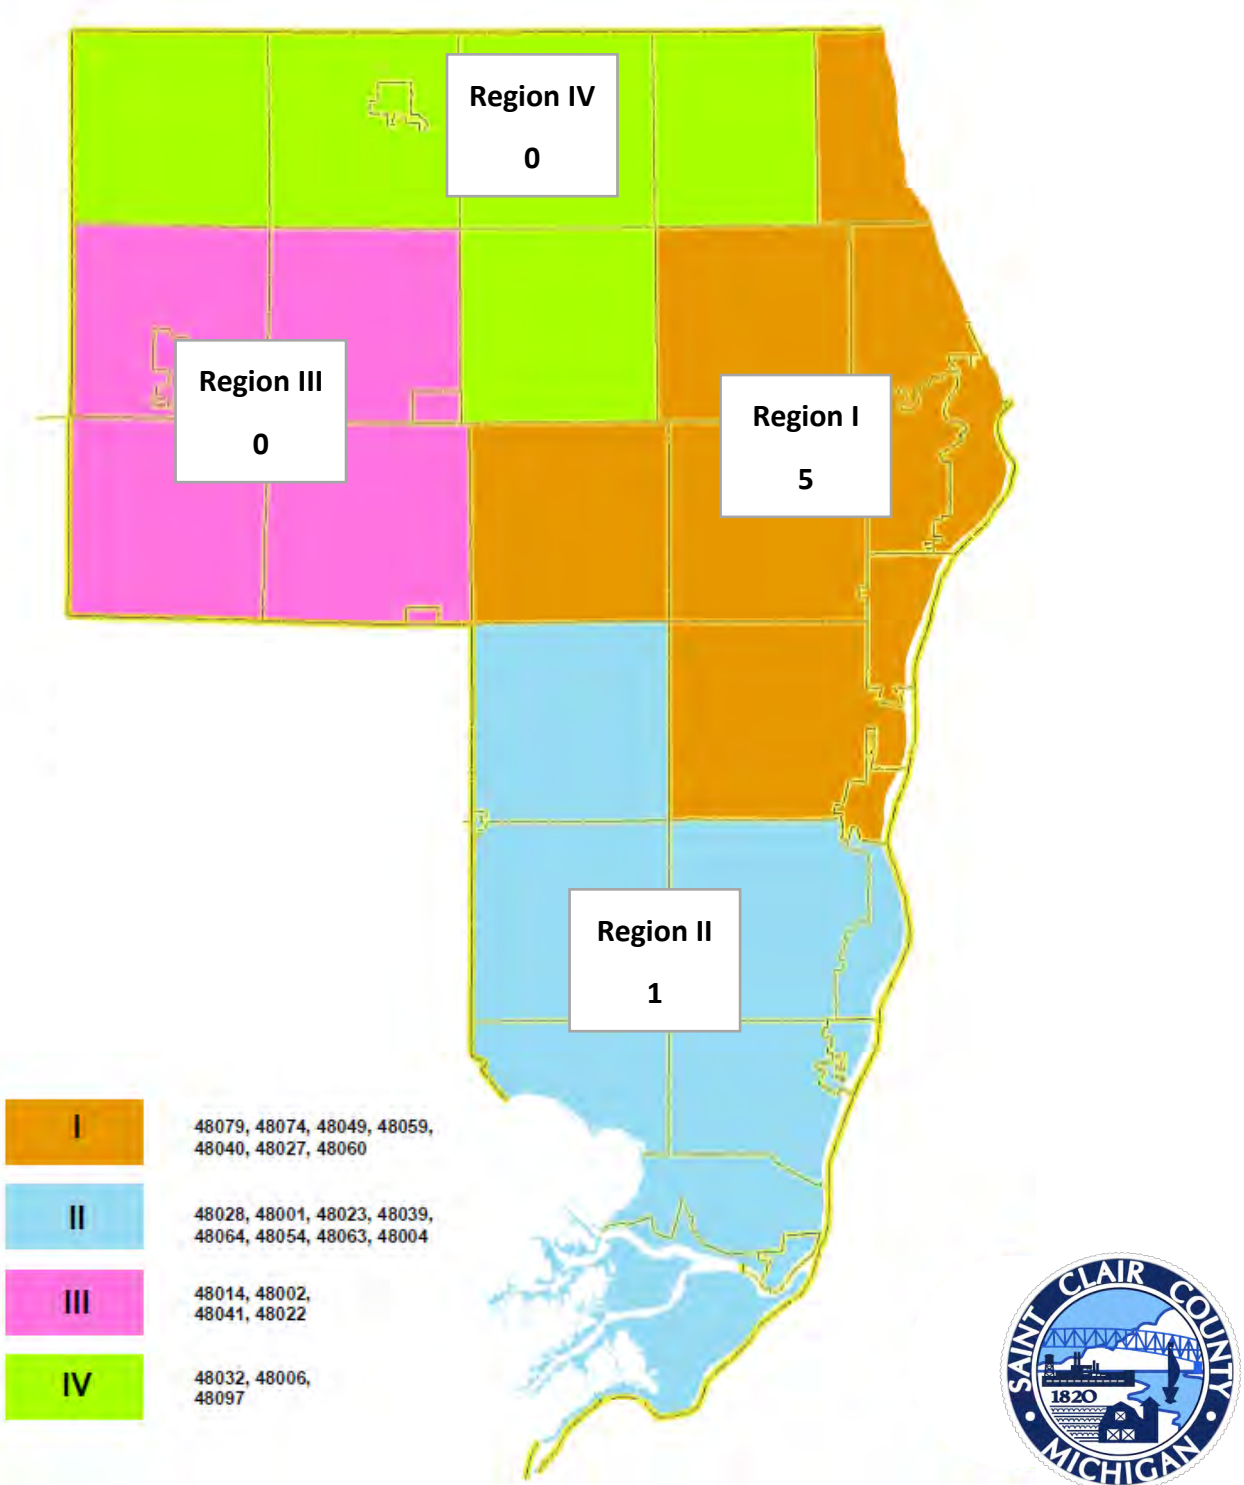 Region IV
0
Region III
0
Region I
5
Region II
1
I
48079, 48074, 48049, 48059,
48040, 48027, 48060
II
48028, 48001, 48023, 48039,
48064, 48054, 48063, 48004
III
48014, 48002,
48041, 48022
IV
48032, 48006,
48097
SAINT CLAIR COUNTY
1820
MICHIGAN